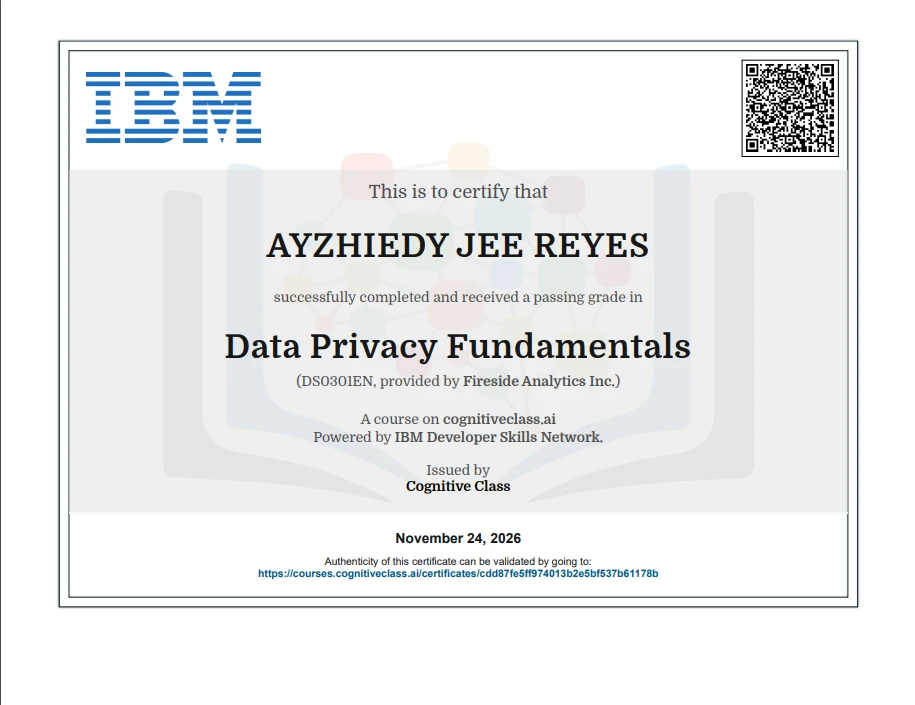 IBM
This is to certify that
AYZHIEDY JEE REYES
successfully completed and received a passing grade in
Data Privacy Fundamentals
(DS0301EN, provided by Fireside Analytics Inc.)
A course on cognitiveclass.ai
Powered by IBM Developer Skills Network.
Issued by
Cognitive Class
November 24, 2026
Authenticity of this certificate can be validated by going to:
https://courses.cognitiveclass.ai/certificates/cdd87fe5ff974013b2e5bf537b61178b